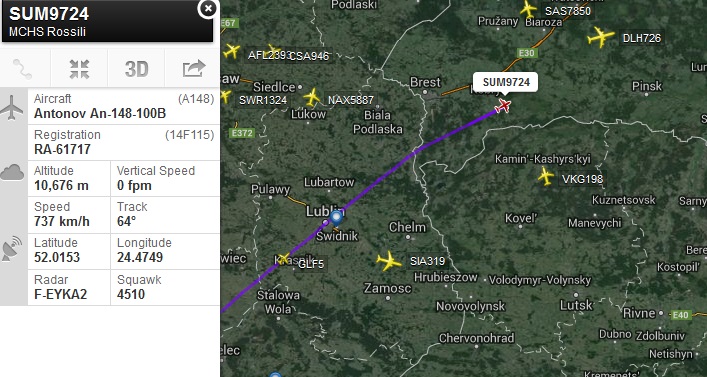 SUM9724
MCHS Rossili
3D
Aircraft (A148)
Antonov An-148-100B
Registration (14F115)
RA-61717
Altitude Vertical Speed
10,676 m 0 fpm
Speed Track
737 km/h 64°
Latitude Longitude
52.0153 24.4749
Radar Squawk
F-EYKA2 4510
Podlaski
Prużany
SAS7850
Biaroza
E67
E30
DLH726
AFL2393
CSA946
Siedlce
Brest
SUM9724
Pinsk
SWR1324
NAX5887
Łuków
Biala
Podlaska
E372
Kamin'-Kashyrs'kyi
VKG198
Lubartow
Pulawy
Kuznetsovsk
Sarny
Lublin
Kovel'
Manevychi
Swidnik
Chelm
GLF5
SIA319
Kostopil'
Hrubieszow
Zamosc
Volodymyr-Volynsky
Stalowa
Wola
Novovolynsk
Lutsk
Rivne
E40
Chervonohrad
Dubno
Zdolbuniv
Netishyn